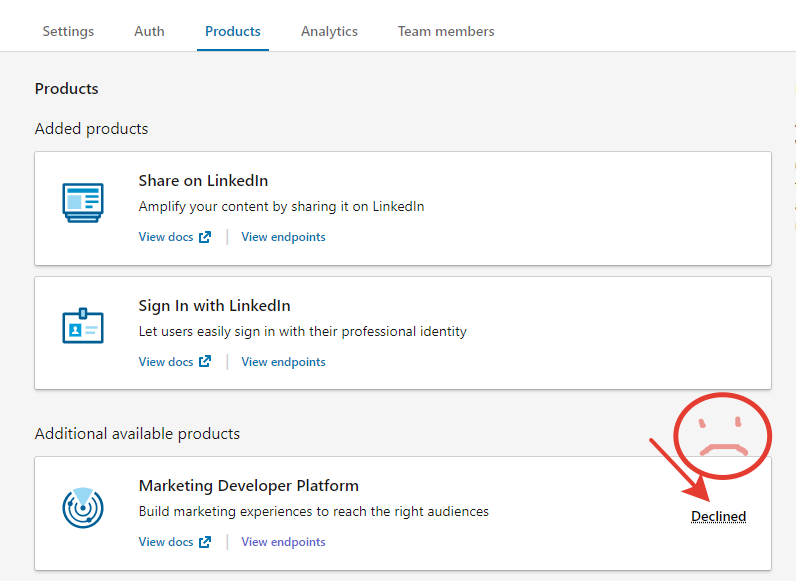 Settings Auth Products Analytics Team members
Products
Added products
Share on LinkedIn
Amplify your content by sharing it on LinkedIn
View docs | View endpoints
Sign In with LinkedIn
Let users easily sign in with their professional identity
View docs | View endpoints
Additional available products
Marketing Developer Platform
Build marketing experiences to reach the right audiences
Declined
View docs | View endpoints